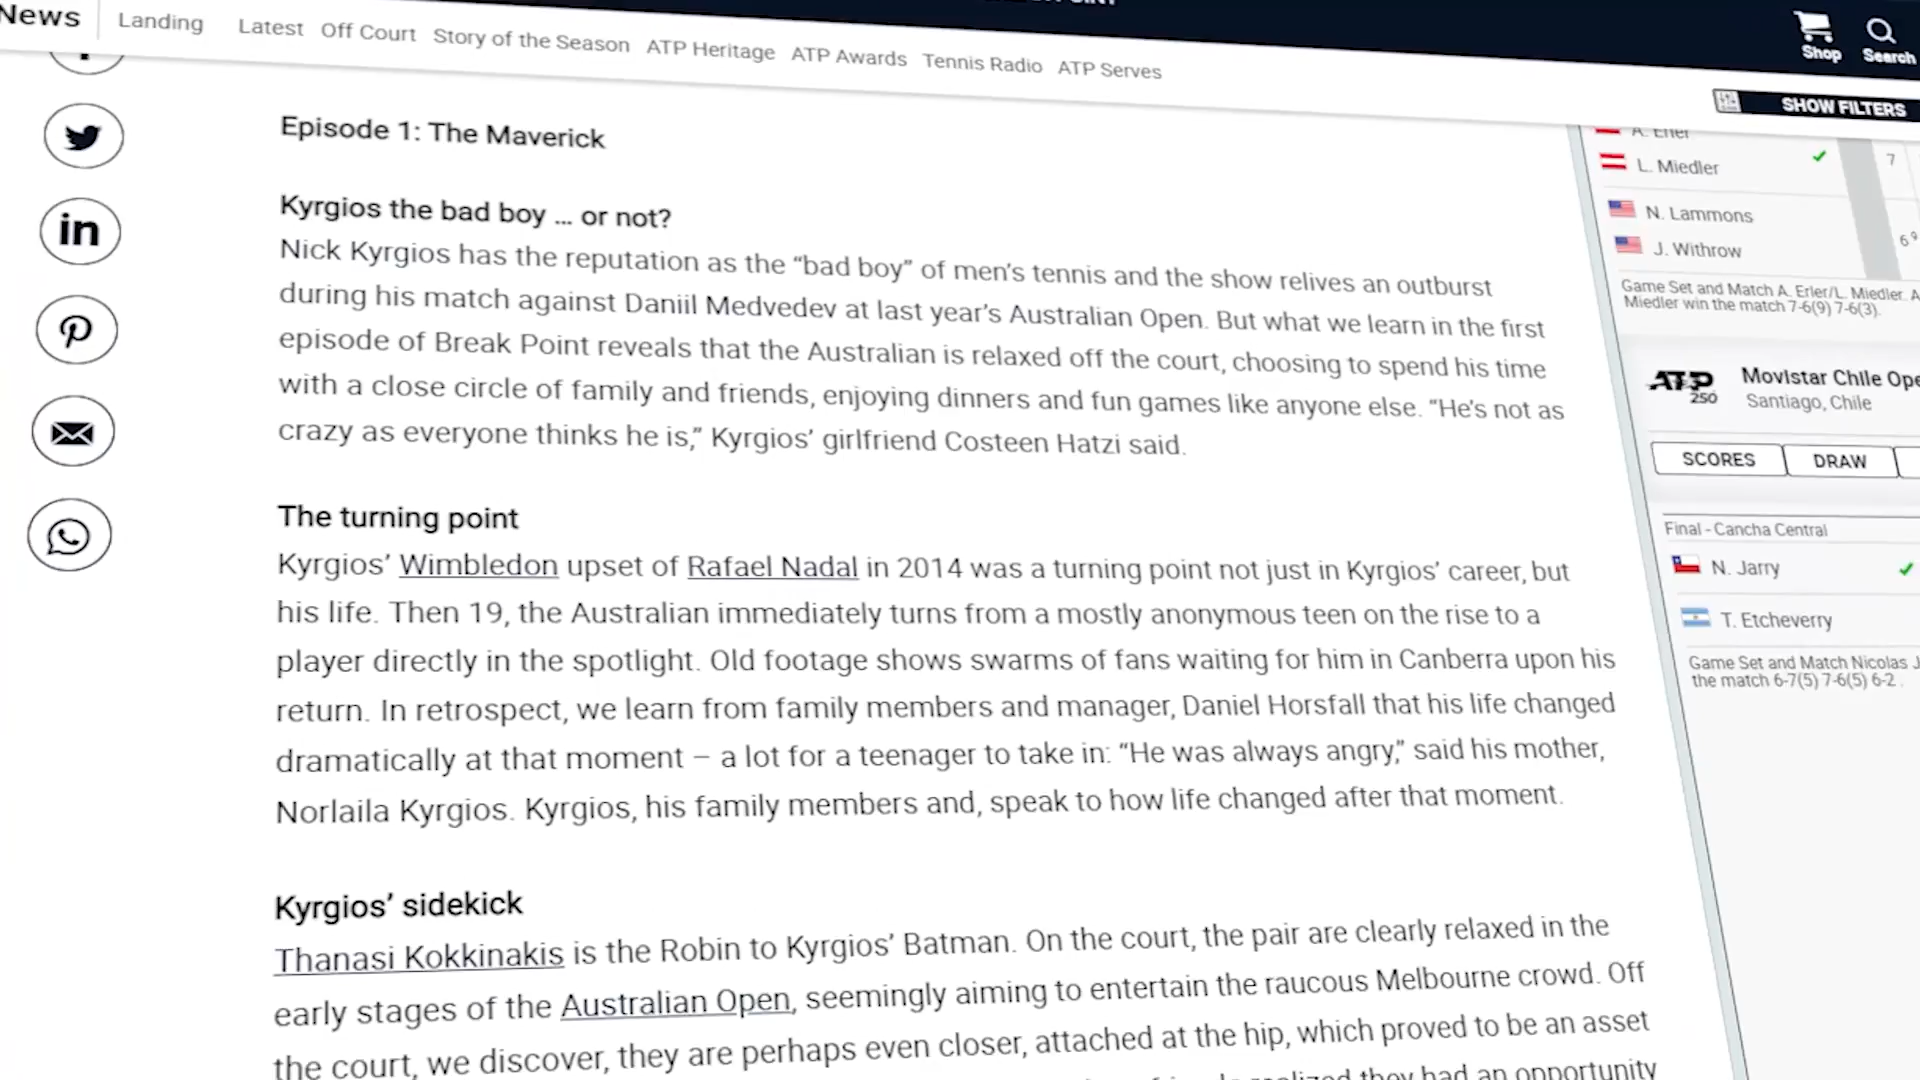 News
Landing
Latest
Off Court
Story of the Season
ATP Heritage
ATP Awards
Tennis Radio
ATP Serves
Shop
Search
SHOW FILTERS
Episode 1: The Maverick
Kyrgios the bad boy … or not?
Nick Kyrgios has the reputation as the “bad boy” of men’s tennis and the show relives an outburst
during his match against Daniil Medvedev at last year’s Australian Open. But what we learn in the first
episode of Break Point reveals that the Australian is relaxed off the court, choosing to spend his time
with a close circle of family and friends, enjoying dinners and fun games like anyone else. “He’s not as
crazy as everyone thinks he is,” Kyrgios’ girlfriend Costeen Hatzi said.
The turning point
Kyrgios’ Wimbledon upset of Rafael Nadal in 2014 was a turning point not just in Kyrgios’ career, but
his life. Then 19, the Australian immediately turns from a mostly anonymous teen on the rise to a
player directly in the spotlight. Old footage shows swarms of fans waiting for him in Canberra upon his
return. In retrospect, we learn from family members and manager, Daniel Horsfall that his life changed
dramatically at that moment – a lot for a teenager to take in: “He was always angry,” said his mother,
Norlaila Kyrgios. Kyrgios, his family members and, speak to how life changed after that moment.
Kyrgios’ sidekick
Thanasi Kokkinakis is the Robin to Kyrgios’ Batman. On the court, the pair are clearly relaxed in the
early stages of the Australian Open, seemingly aiming to entertain the raucous Melbourne crowd. Off
the court, we discover, they are perhaps even closer, attached at the hip, which proved to be an asset
realized they had an opportunity
A. Erler
L. Miedler
7
N. Lammons
J. Withrow
6 9
Game Set and Match A. Erler/L. Miedler. A
Miedler win the match 7-6(9) 7-6(3).
ATP
250
Movistar Chile Ope
Santiago, Chile
SCORES
DRAW
Final - Cancha Central
N. Jarry
T. Etcheverry
Game Set and Match Nicolas J
the match 6-7(5) 7-6(5) 6-2 .